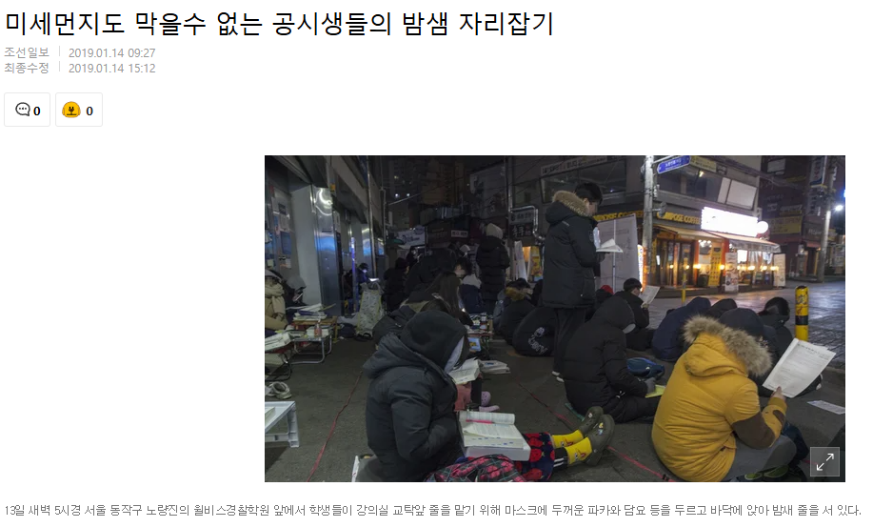 미세먼지도 막을수 없는 공시생들의 밤샘 자리잡기
조선일보 2019.01.14 09:27
최종수정 2019.01.14 15:12
0 0
13일 새벽 5시경 서울 동작구 노량진의 윌비스경찰학원 앞에서 학생들이 강의실 교탁앞 줄을 맡기 위해 마스크에 두꺼운 파카와 담요 등을 두르고 바닥에 앉아 밤새 줄을 서 있다.